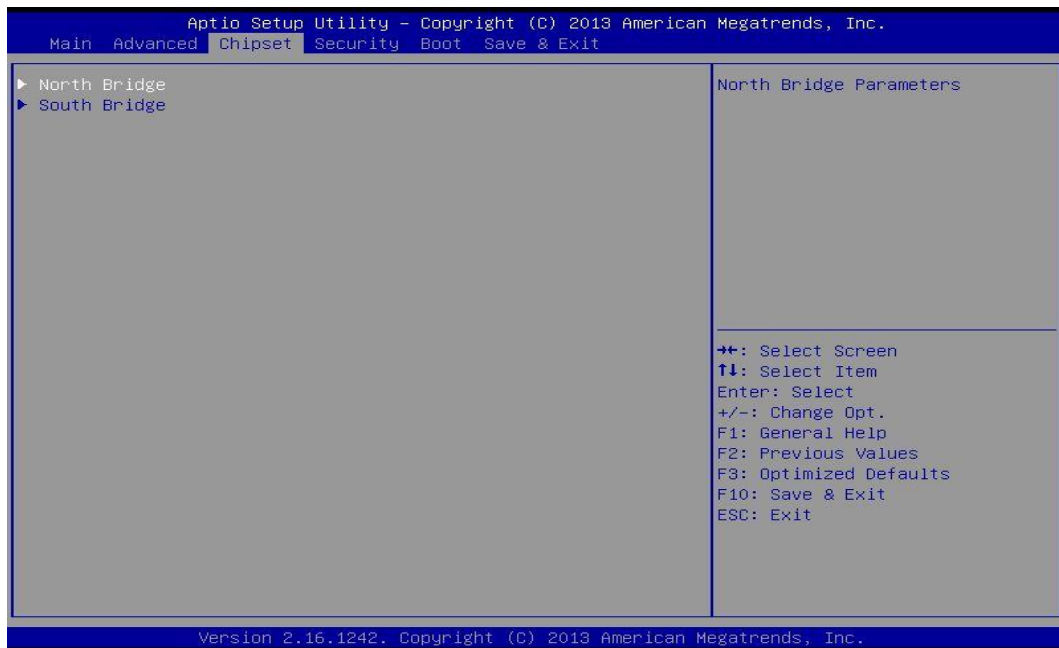 Aptio Setup Utility – Copyright (C) 2013 American Megatrends, Inc.
Main Advanced Chipset Security Boot Save & Exit
▶ North Bridge
▶ South Bridge
North Bridge Parameters
→←: Select Screen
↑↓: Select Item
Enter: Select
+/-: Change Opt.
F1: General Help
F2: Previous Values
F3: Optimized Defaults
F10: Save & Exit
ESC: Exit
Version 2.16.1242. Copyright (C) 2013 American Megatrends, Inc.